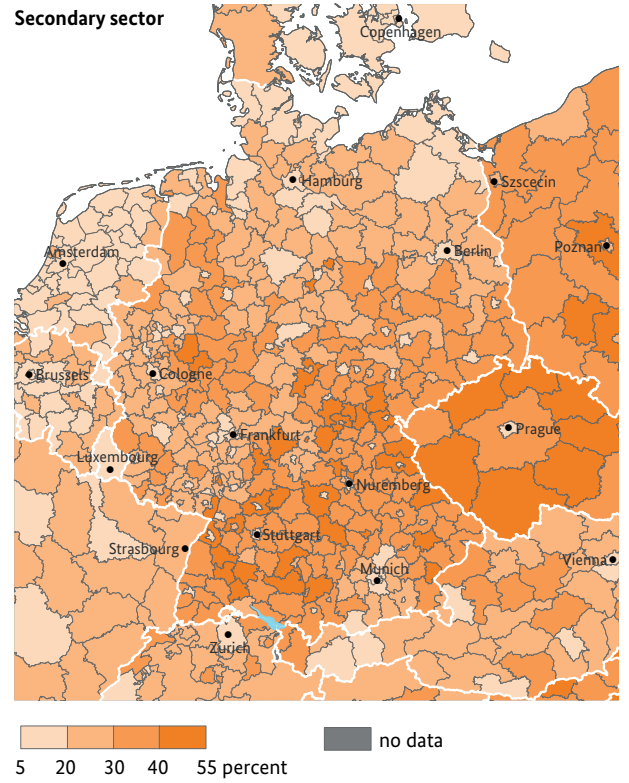 Secondary sector
Copenhagen
Hamburg
Szscecin
Amsterdam
Berlin
Poznan
Brussels
Cologne
Frankfurt
Prague
Luxembourg
Nuremberg
Stuttgart
Strasbourg
Munich
Vienna
Zurich
no data
5 20 30 40 55 percent